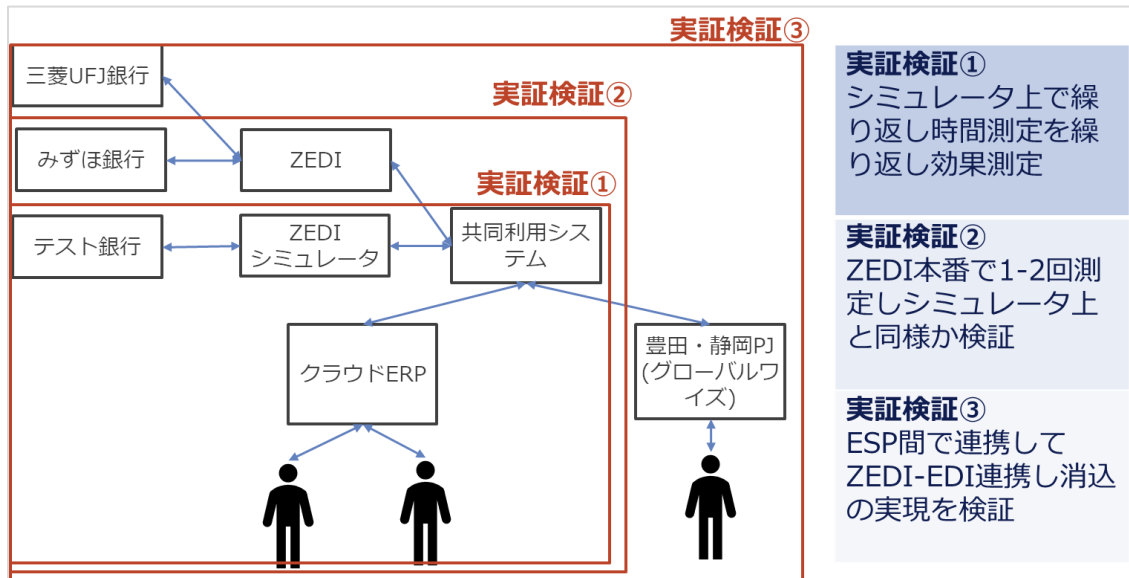 実証検証③
三菱UFJ銀行
実証検証②
みずほ銀行
ZEDI
実証検証①
テスト銀行
ZEDI
シミュレータ
共同利用シス
テム
クラウドERP
豊田・静岡PJ
(グローバルワ
イズ)
実証検証①
シミュレータ上で繰
り返し時間測定を繰
り返し効果測定
実証検証②
ZEDI本番で1-2回測
定しシミュレータ上
と同様か検証
実証検証③
ESP間で連携して
ZEDI-EDI連携し消込
の実現を検証